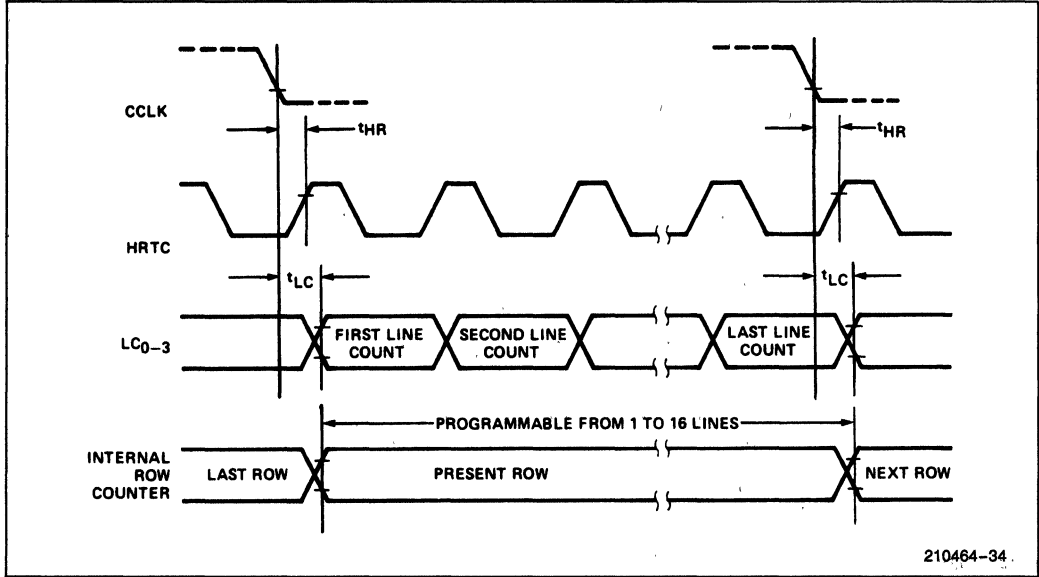 CCLK
tHR
tHR
HRTC
tLC
tLC
LC0–3
FIRST LINE
COUNT
SECOND LINE
COUNT
LAST LINE
COUNT
PROGRAMMABLE FROM 1 TO 16 LINES
INTERNAL
ROW
COUNTER
LAST ROW
PRESENT ROW
NEXT ROW
210464–34